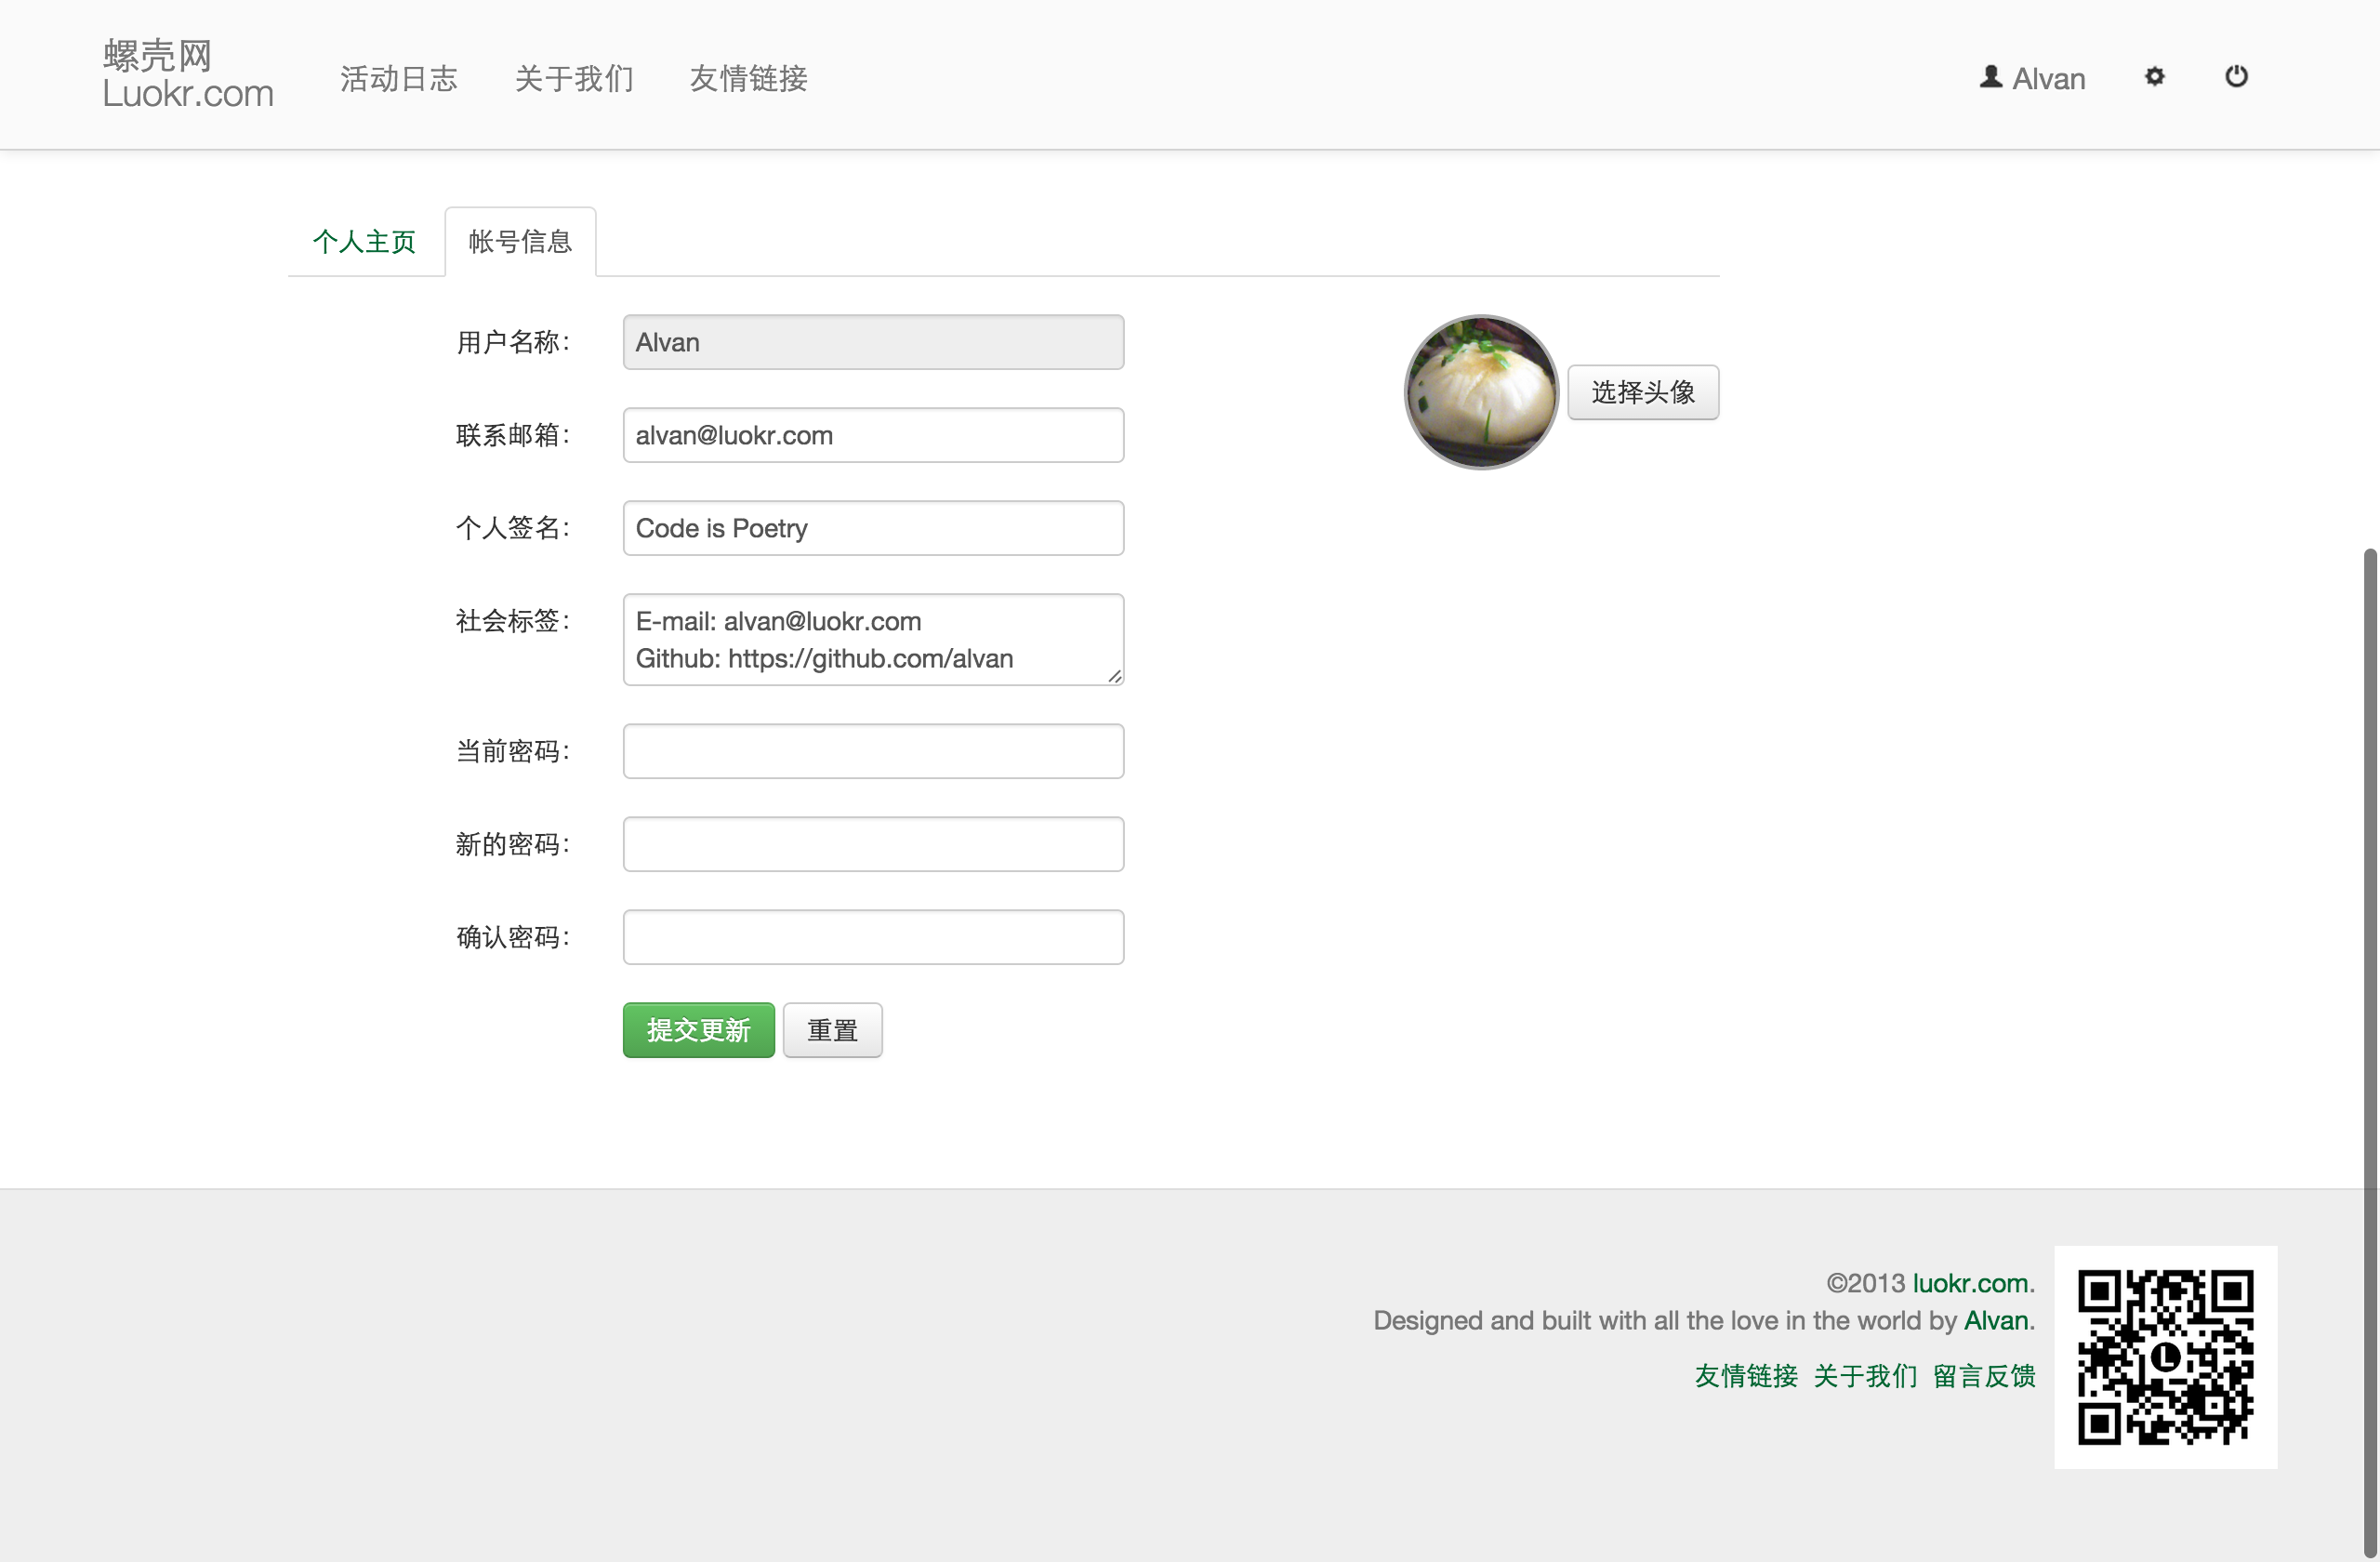 螺壳网
Luokr.com
活动日志
关于我们
友情链接
Alvan
个人主页
帐号信息
用户名称：
Alvan
选择头像
联系邮箱：
alvan@luokr.com
个人签名：
Code is Poetry
社会标签：
E-mail: alvan@luokr.com
Github: https://github.com/alvan
当前密码：
新的密码：
确认密码：
提交更新
重置
©2013 luokr.com.
Designed and built with all the love in the world by Alvan.
友情链接 关于我们 留言反馈
L